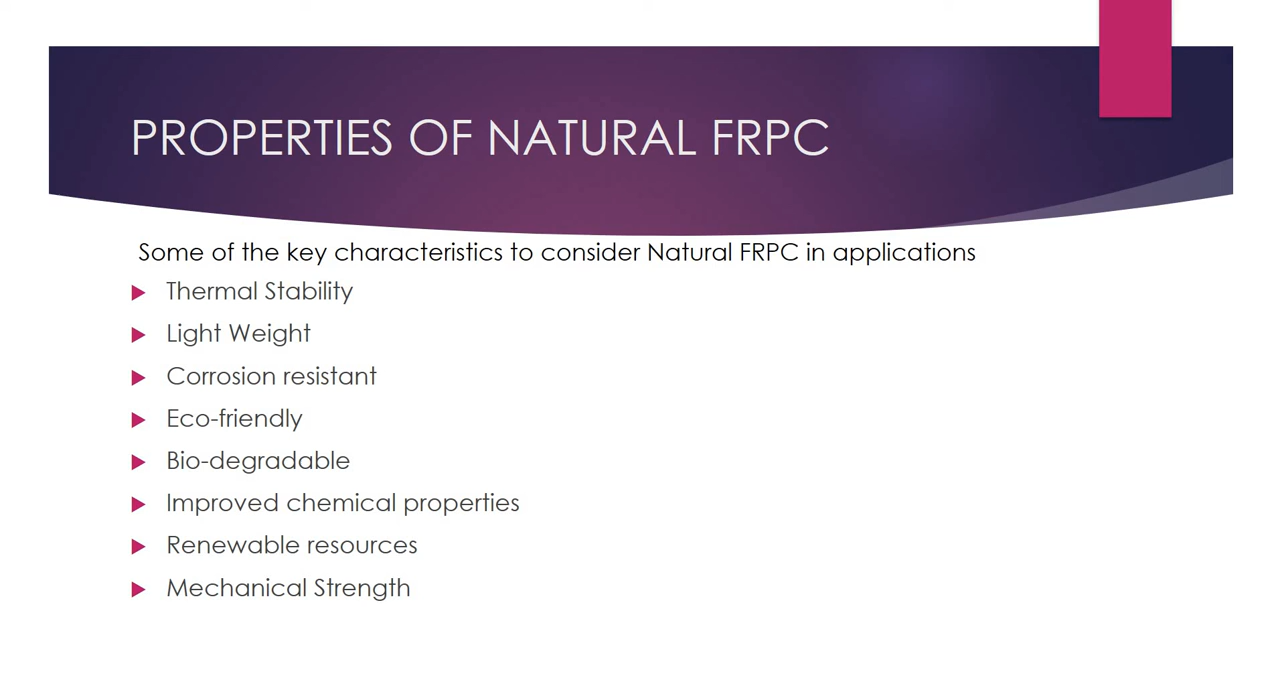 PROPERTIES OF NATURAL FRPC
Some of the key characteristics to consider Natural FRPC in applications
Thermal Stability
Light Weight
Corrosion resistant
Eco-friendly
Bio-degradable
Improved chemical properties
Renewable resources
Mechanical Strength